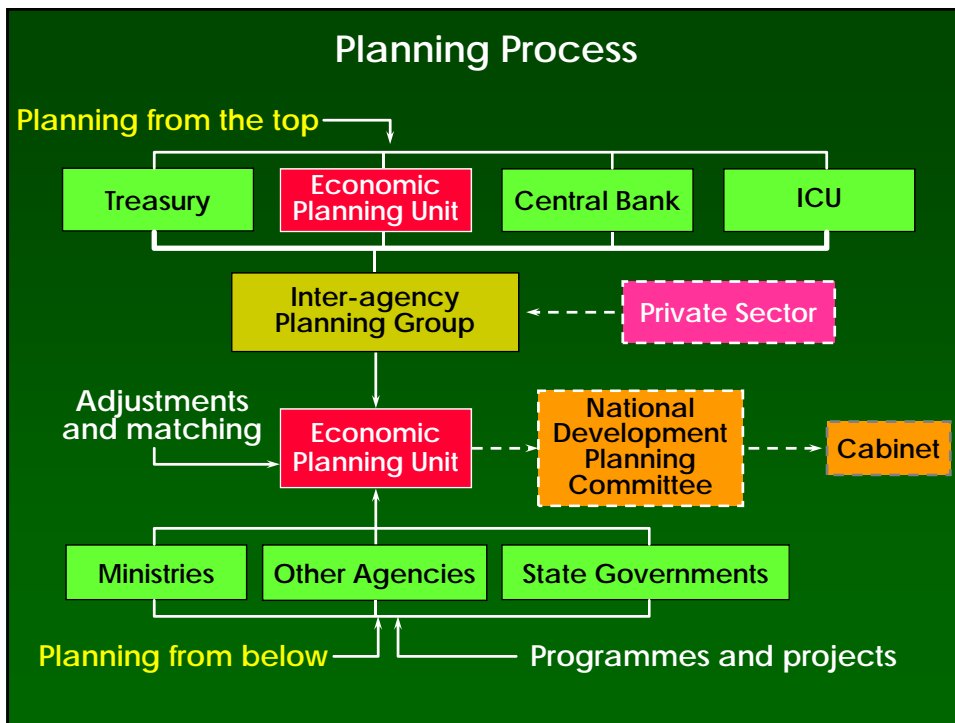 Planning Process
Planning from the top
Treasury
Economic
Planning Unit
Central Bank
ICU
Inter-agency
Planning Group
Private Sector
Adjustments
and matching
Economic
Planning Unit
National
Development
Planning
Committee
Cabinet
Ministries
Other Agencies
State Governments
Planning from below
Programmes and projects